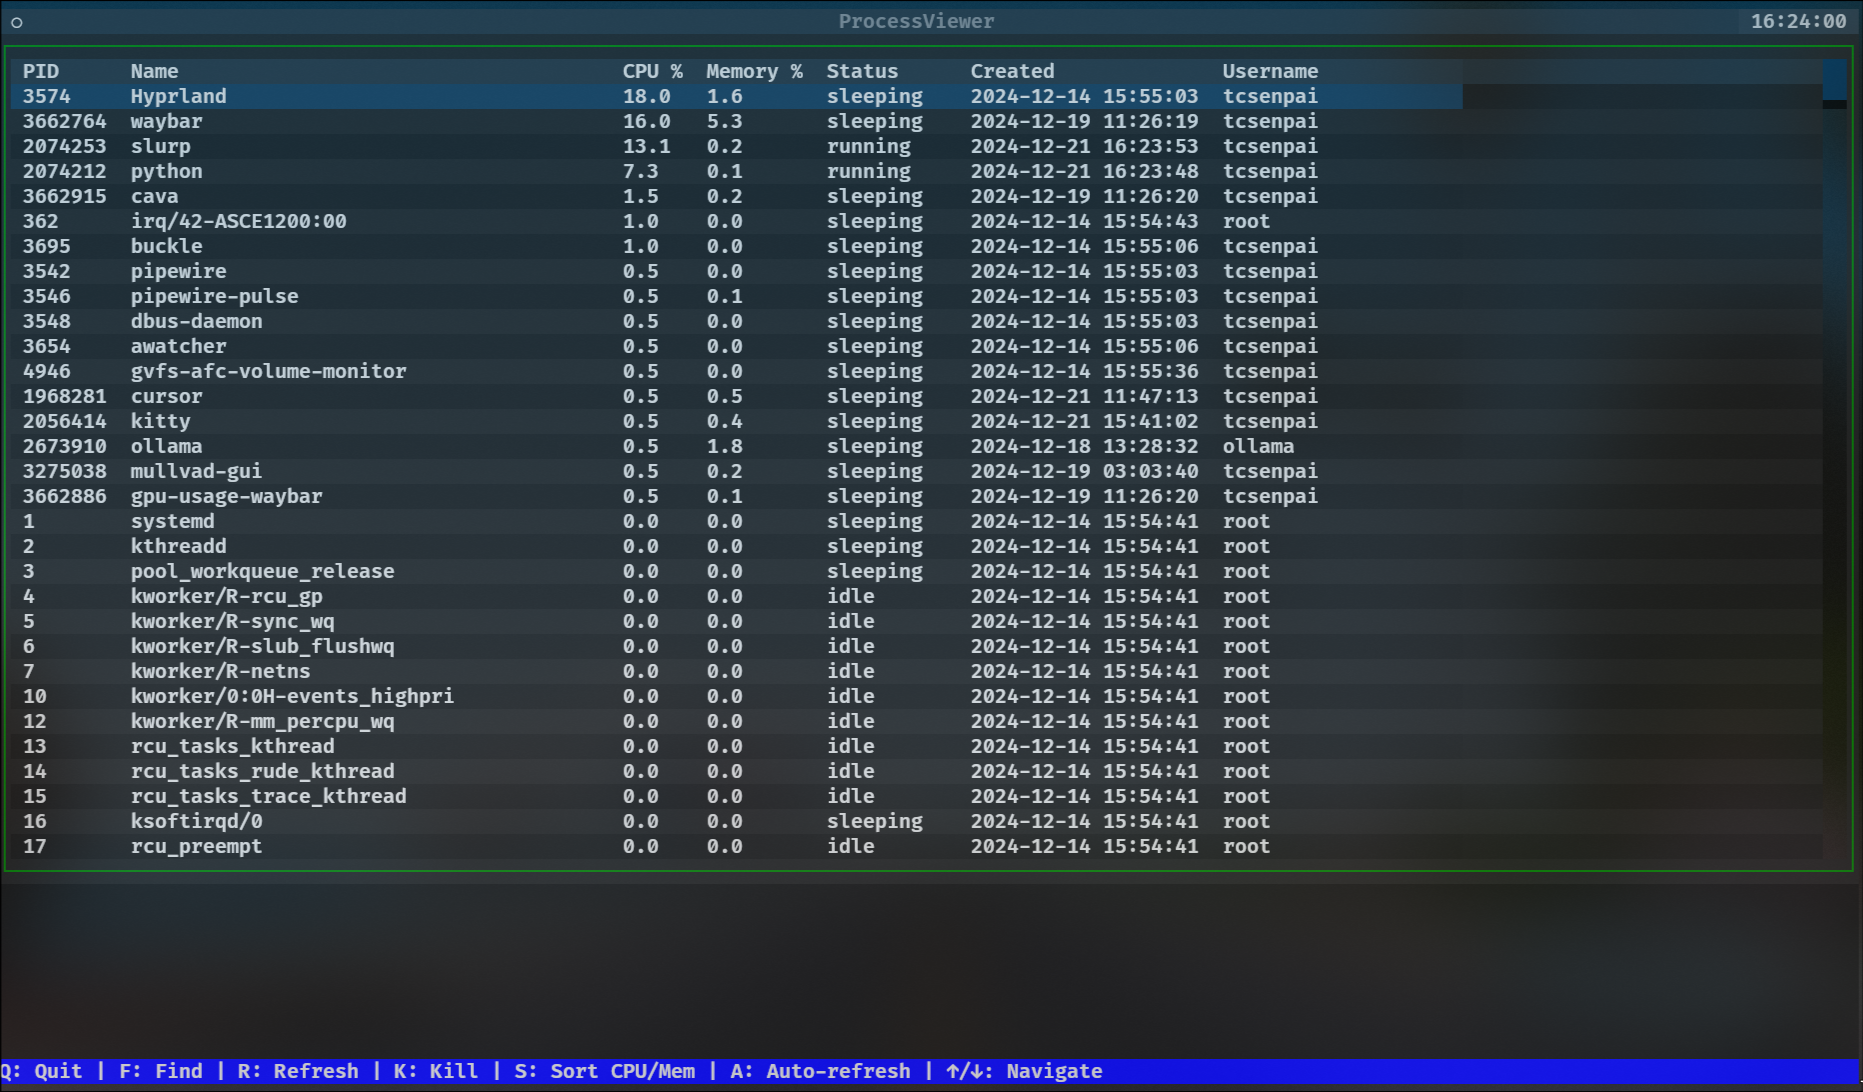 ○ ProcessViewer 16:24:00
PID Name CPU % Memory % Status Created Username
3574 Hyprland 18.0 1.6 sleeping 2024-12-14 15:55:03 tcsenpai
3662764 waybar 16.0 5.3 sleeping 2024-12-19 11:26:19 tcsenpai
2074253 slurp 13.1 0.2 running 2024-12-21 16:23:53 tcsenpai
2074212 python 7.3 0.1 running 2024-12-21 16:23:48 tcsenpai
3662915 cava 1.5 0.2 sleeping 2024-12-19 11:26:20 tcsenpai
362 irq/42-ASCE1200:00 1.0 0.0 sleeping 2024-12-14 15:54:43 root
3695 buckle 1.0 0.0 sleeping 2024-12-14 15:55:06 tcsenpai
3542 pipewire 0.5 0.0 sleeping 2024-12-14 15:55:03 tcsenpai
3546 pipewire-pulse 0.5 0.1 sleeping 2024-12-14 15:55:03 tcsenpai
3548 dbus-daemon 0.5 0.0 sleeping 2024-12-14 15:55:03 tcsenpai
3654 awatcher 0.5 0.0 sleeping 2024-12-14 15:55:06 tcsenpai
4946 gvfs-afc-volume-monitor 0.5 0.0 sleeping 2024-12-14 15:55:36 tcsenpai
1968281 cursor 0.5 0.5 sleeping 2024-12-21 11:47:13 tcsenpai
2056414 kitty 0.5 0.4 sleeping 2024-12-21 15:41:02 tcsenpai
2673910 ollama 0.5 1.8 sleeping 2024-12-18 13:28:32 ollama
3275038 mullvad-gui 0.5 0.2 sleeping 2024-12-19 03:03:40 tcsenpai
3662886 gpu-usage-waybar 0.5 0.1 sleeping 2024-12-19 11:26:20 tcsenpai
1 systemd 0.0 0.0 sleeping 2024-12-14 15:54:41 root
2 kthreadd 0.0 0.0 sleeping 2024-12-14 15:54:41 root
3 pool_workqueue_release 0.0 0.0 sleeping 2024-12-14 15:54:41 root
4 kworker/R-rcu_gp 0.0 0.0 idle 2024-12-14 15:54:41 root
5 kworker/R-sync_wq 0.0 0.0 idle 2024-12-14 15:54:41 root
6 kworker/R-slub_flushwq 0.0 0.0 idle 2024-12-14 15:54:41 root
7 kworker/R-netns 0.0 0.0 idle 2024-12-14 15:54:41 root
10 kworker/0:0H-events_highpri 0.0 0.0 idle 2024-12-14 15:54:41 root
12 kworker/R-mm_percpu_wq 0.0 0.0 idle 2024-12-14 15:54:41 root
13 rcu_tasks_kthread 0.0 0.0 idle 2024-12-14 15:54:41 root
14 rcu_tasks_rude_kthread 0.0 0.0 idle 2024-12-14 15:54:41 root
15 rcu_tasks_trace_kthread 0.0 0.0 idle 2024-12-14 15:54:41 root
16 ksoftirqd/0 0.0 0.0 sleeping 2024-12-14 15:54:41 root
17 rcu_preempt 0.0 0.0 idle 2024-12-14 15:54:41 root
Q: Quit | F: Find | R: Refresh | K: Kill | S: Sort CPU/Mem | A: Auto-refresh | ↑/↓: Navigate